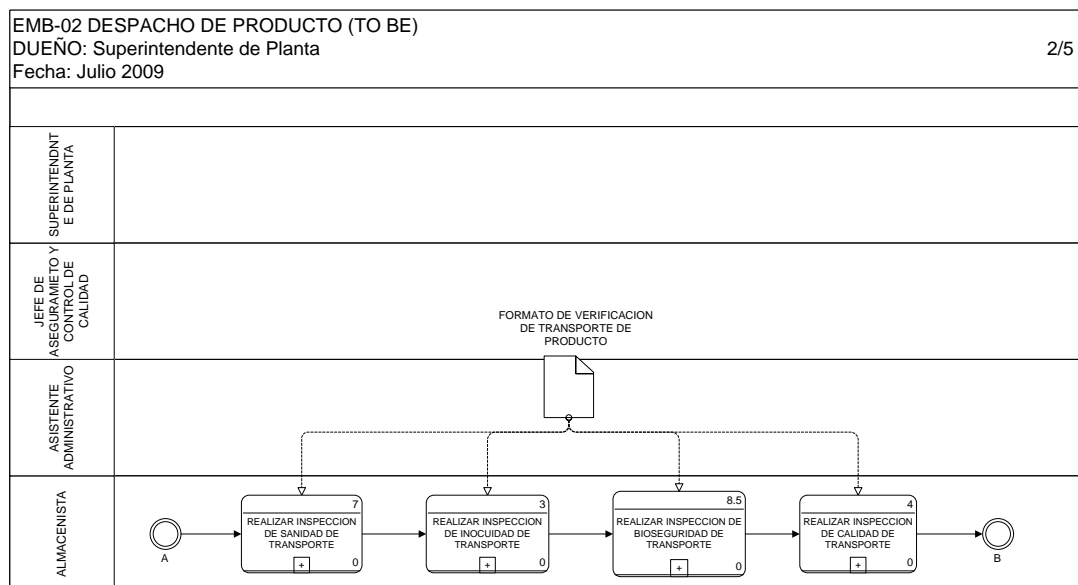 EMB-02 DESPACHO DE PRODUCTO (TO BE)
DUEÑO: Superintendente de Planta
2/5
Fecha: Julio 2009
SUPERINTENDNT
E DE PLANTA
JEFE DE
ASEGURAMIETO Y
CONTROL DE
CALIDAD
FORMATO DE VERIFICACION
DE TRANSPORTE DE
PRODUCTO
ASISTENTE
ADMINISTRATIVO
ALMACENISTA
A
7
REALIZAR INSPECCION
DE SANIDAD DE
TRANSPORTE
+
0
3
REALIZAR INSPECCION
DE INOCUIDAD DE
TRANSPORTE
+
0
8.5
REALIZAR INSPECCION DE
BIOSEGURIDAD DE
TRANSPORTE
+
0
4
REALIZAR INSPECCION
DE CALIDAD DE
TRANSPORTE
+
0
B